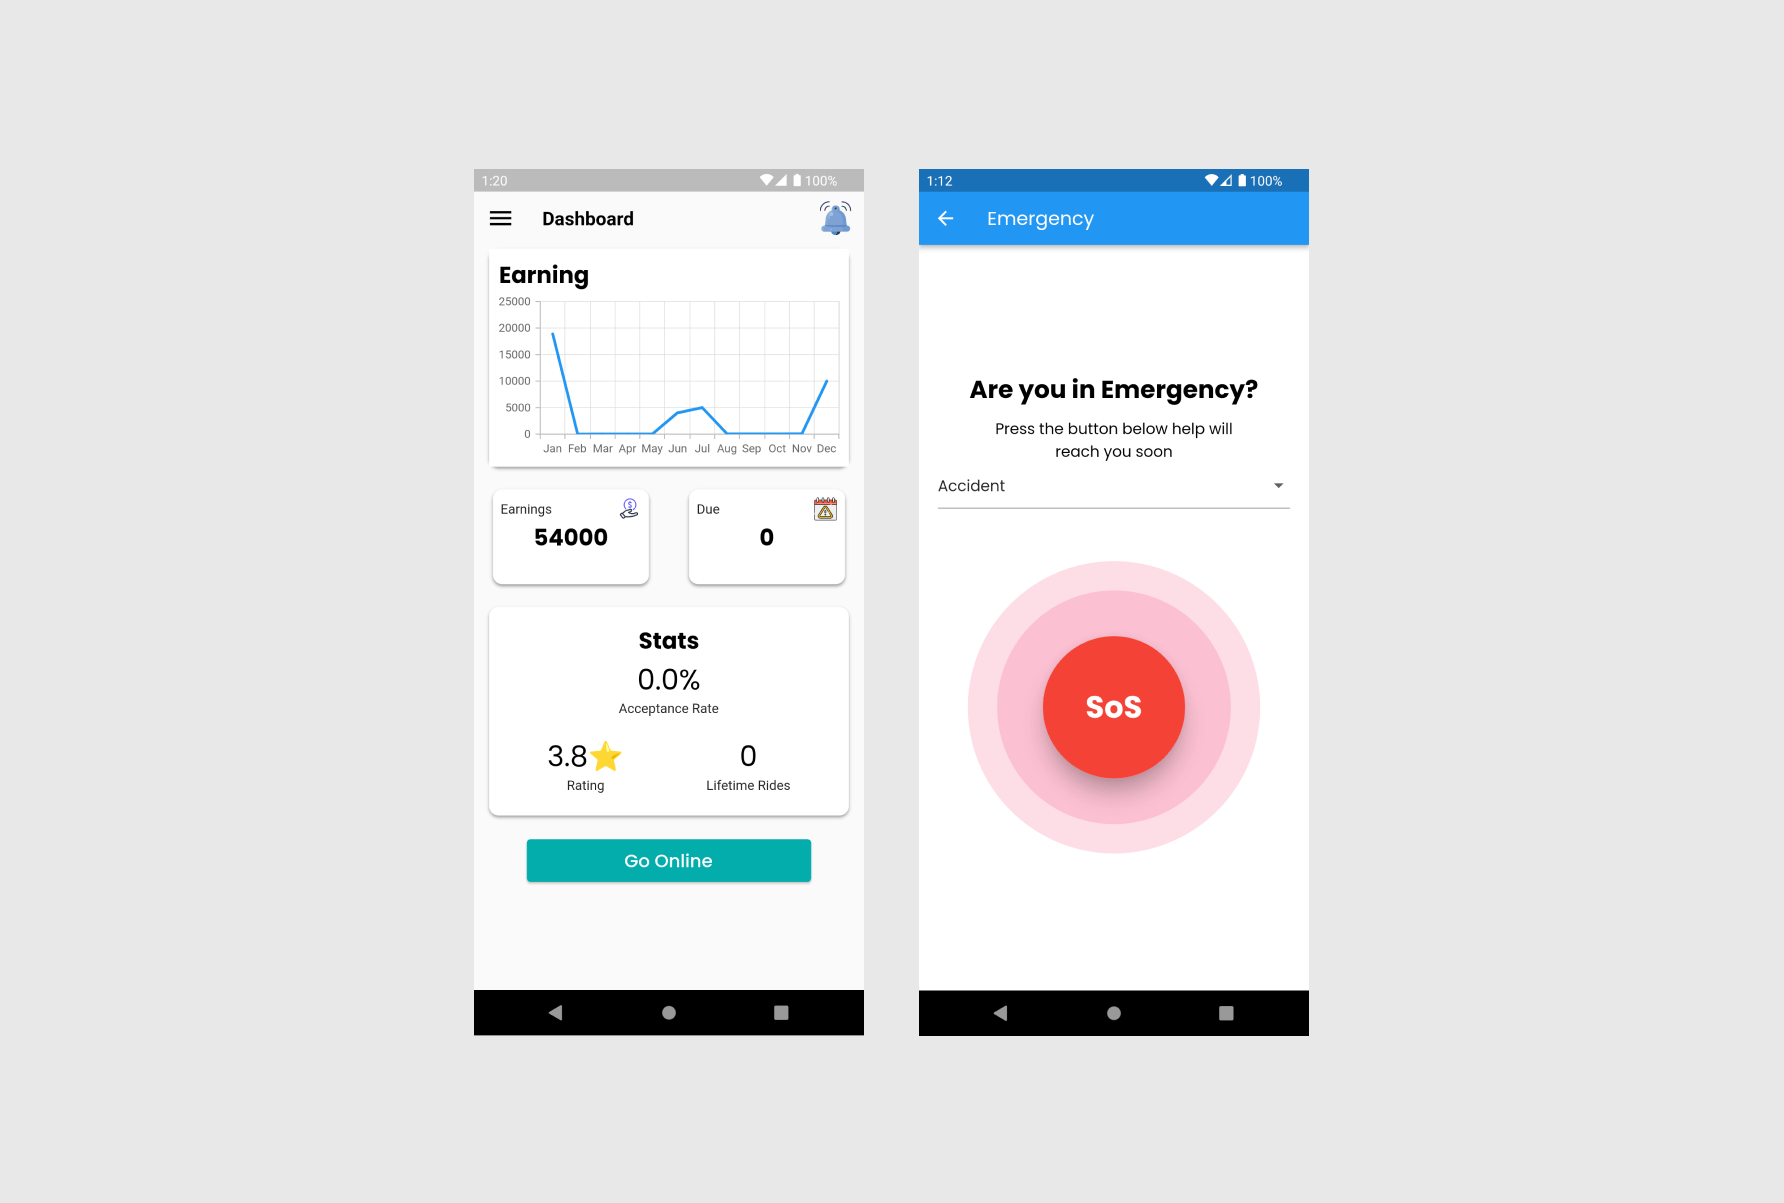 1:20
100%
Dashboard
Earning
25000
20000
15000
10000
5000
0
Jan Feb Mar Apr May Jun Jul Aug Sep Oct Nov Dec
Earnings
$
54000
Due
0
Stats
0.0%
Acceptance Rate
3.8
Rating
0
Lifetime Rides
Go Online
1:12
100%
Emergency
Are you in Emergency?
Press the button below help will
reach you soon
Accident
SoS